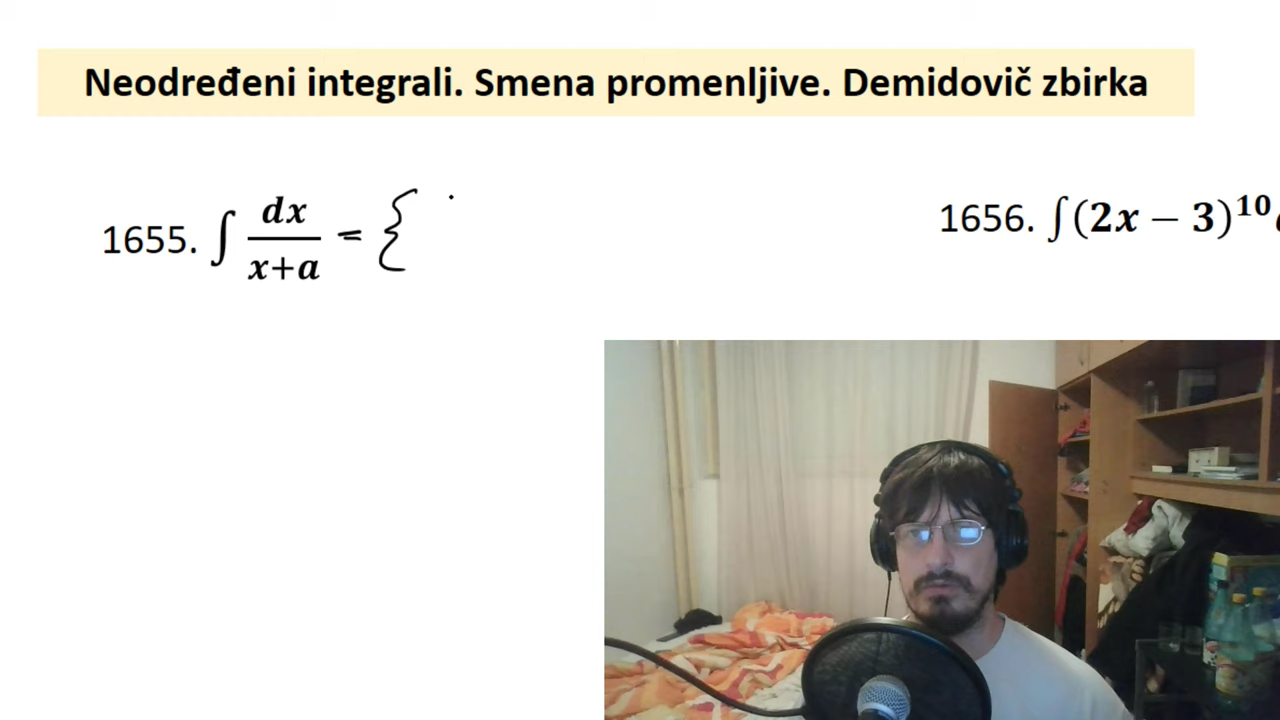 Neodređeni integrali. Smena promenljive. Demidovič zbirka
1655. ∫ dx/(x+a) = {
1656. ∫(2x − 3)¹⁰